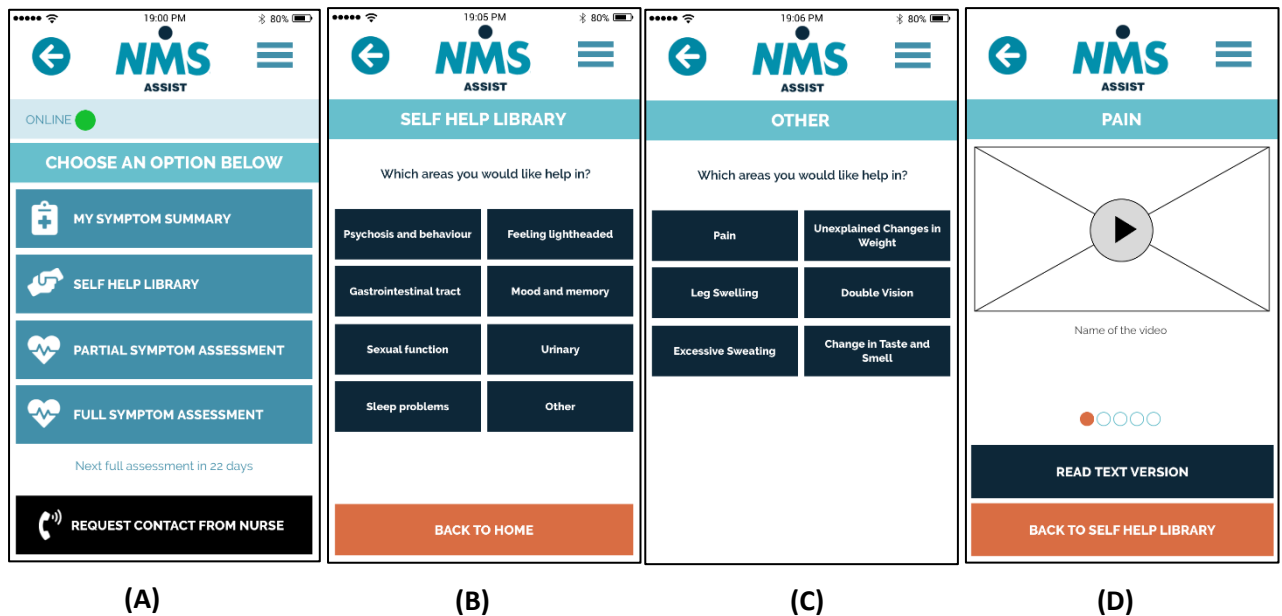 19:00 PM
80%
NMS
ASSIST
ONLINE
CHOOSE AN OPTION BELOW
MY SYMPTOM SUMMARY
SELF HELP LIBRARY
PARTIAL SYMPTOM ASSESSMENT
FULL SYMPTOM ASSESSMENT
Next full assessment in 22 days
REQUEST CONTACT FROM NURSE
(A)
19:05 PM
80%
NMS
ASSIST
SELF HELP LIBRARY
Which areas you would like help in?
Psychosis and behaviour
Feeling lightheaded
Gastrointestinal tract
Mood and memory
Sexual function
Urinary
Sleep problems
Other
BACK TO HOME
(B)
19:06 PM
80%
NMS
ASSIST
OTHER
Which areas you would like help in?
Pain
Unexplained Changes in
Weight
Leg Swelling
Double Vision
Excessive Sweating
Change in Taste and
Smell
(C)
NMS
ASSIST
PAIN
Name of the video
READ TEXT VERSION
BACK TO SELF HELP LIBRARY
(D)